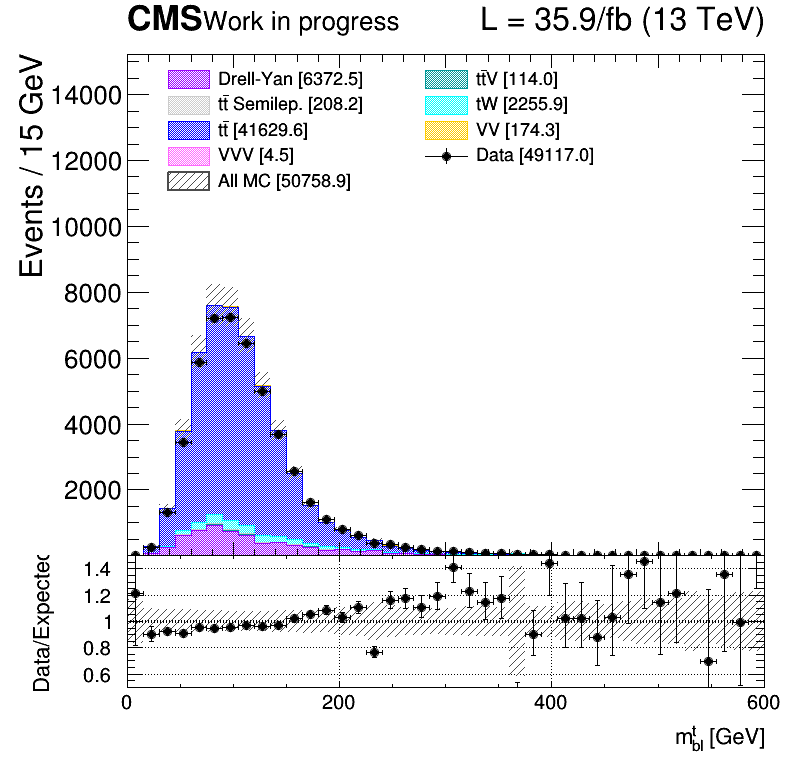 CMS Work in progress L = 35.9/fb (13 TeV)
Events / 15 GeV
14000
12000
10000
8000
6000
4000
2000
Drell-Yan [6372.5]
tt̄ Semilep. [208.2]
tt̄ [41629.6]
VVV [4.5]
All MC [50758.9]
tt̄V [114.0]
tW [2255.9]
VV [174.3]
Data [49117.0]
Data/Expected
1.4
1.2
1
0.8
0.6
0 200 400 600
m^t_bl [GeV]